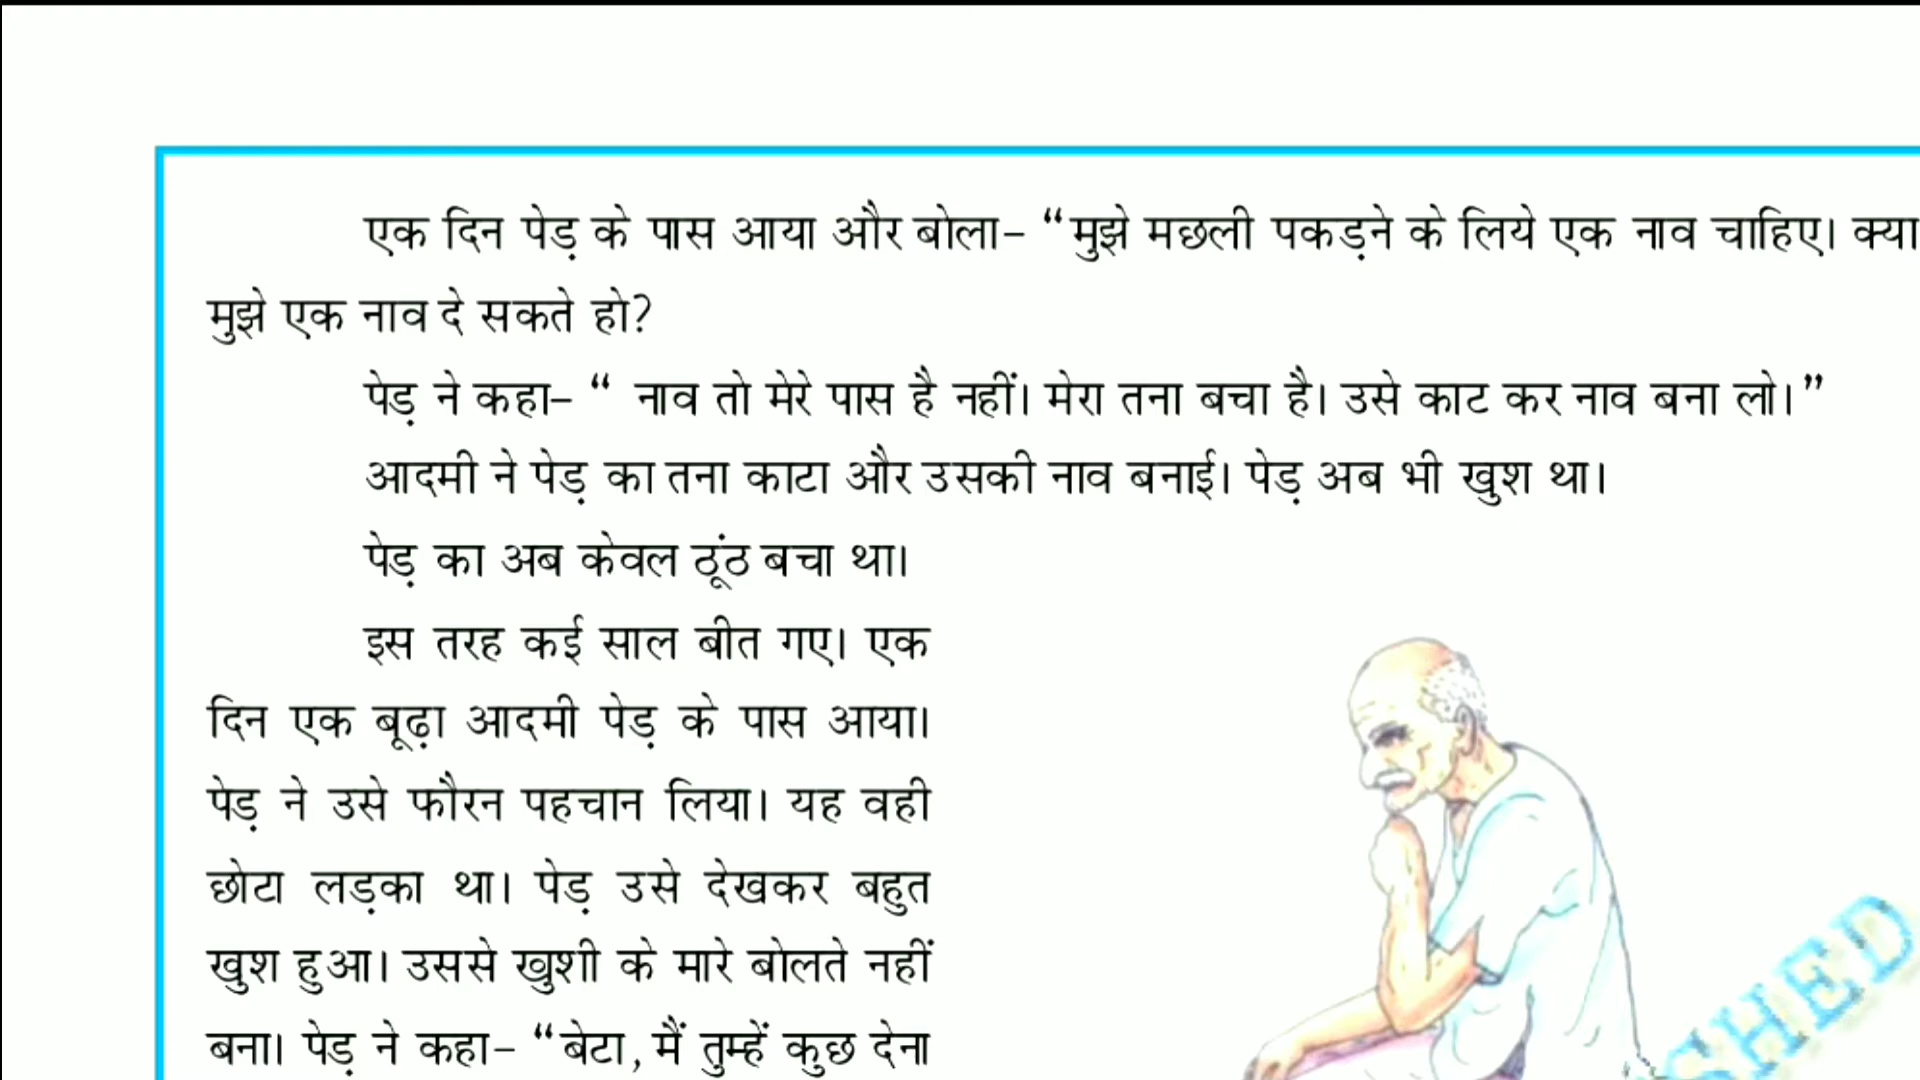 एक दिन पेड़ के पास आया और बोला– “मुझे मछली पकड़ने के लिये एक नाव चाहिए। क्या
मुझे एक नाव दे सकते हो?
पेड़ ने कहा– “ नाव तो मेरे पास है नहीं। मेरा तना बचा है। उसे काट कर नाव बना लो।”
आदमी ने पेड़ का तना काटा और उसकी नाव बनाई। पेड़ अब भी खुश था।
पेड़ का अब केवल ठूंठ बचा था।
इस तरह कई साल बीत गए। एक
दिन एक बूढ़ा आदमी पेड़ के पास आया।
पेड़ ने उसे फौरन पहचान लिया। यह वही
छोटा लड़का था। पेड़ उसे देखकर बहुत
खुश हुआ। उससे खुशी के मारे बोलते नहीं
बना। पेड़ ने कहा– “बेटा, मैं तुम्हें कुछ देना